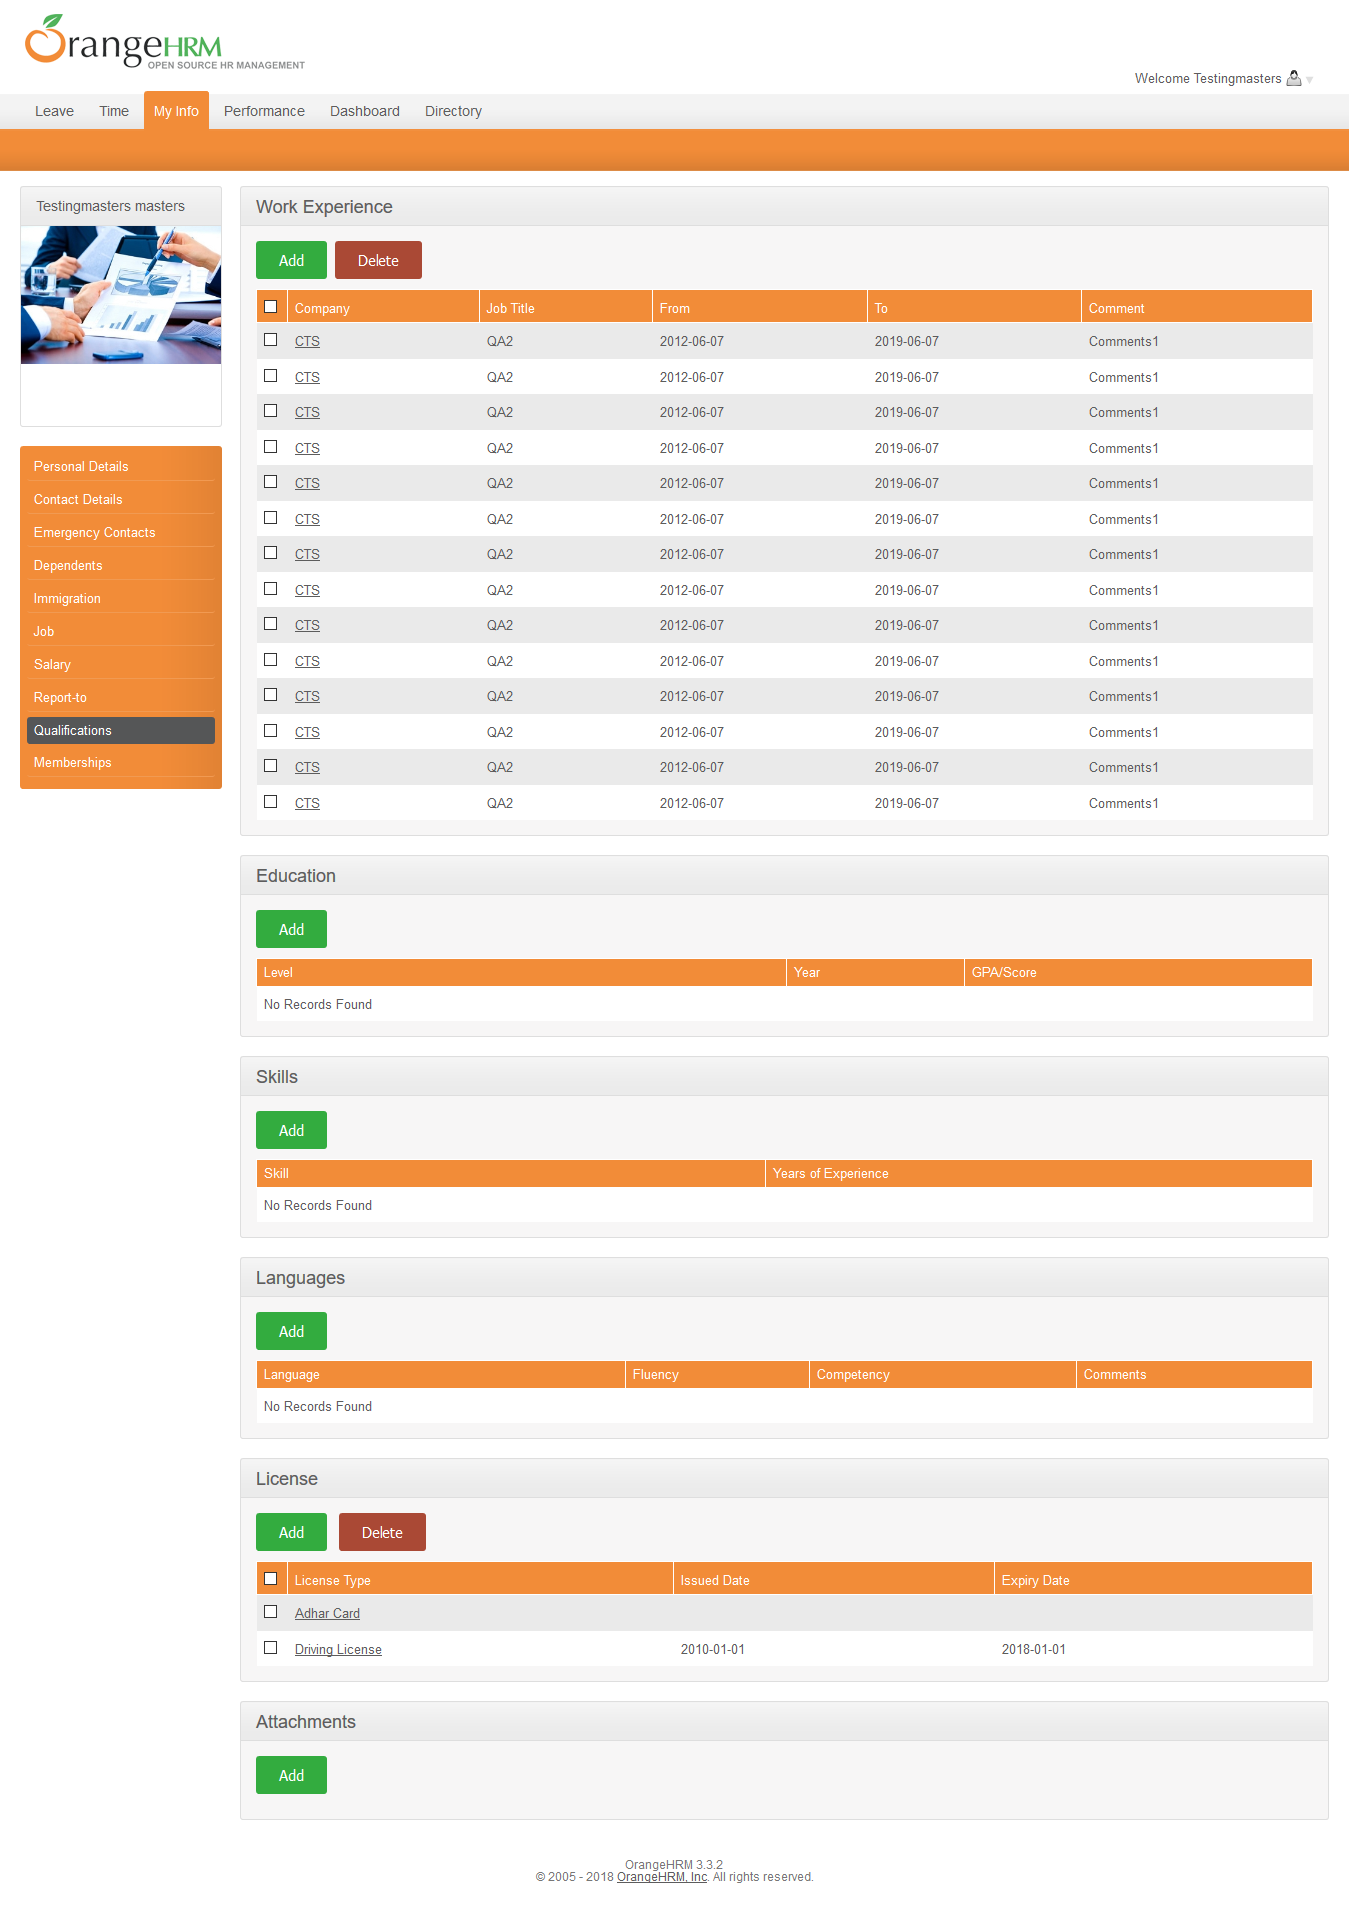 OrangeHRM
OPEN SOURCE HR MANAGEMENT
Welcome Testingmasters
Leave Time My Info Performance Dashboard Directory
Testingmasters masters
Personal Details
Contact Details
Emergency Contacts
Dependents
Immigration
Job
Salary
Report-to
Qualifications
Memberships
Work Experience
Add Delete
Company Job Title From To Comment
CTS QA2 2012-06-07 2019-06-07 Comments1
CTS QA2 2012-06-07 2019-06-07 Comments1
CTS QA2 2012-06-07 2019-06-07 Comments1
CTS QA2 2012-06-07 2019-06-07 Comments1
CTS QA2 2012-06-07 2019-06-07 Comments1
CTS QA2 2012-06-07 2019-06-07 Comments1
CTS QA2 2012-06-07 2019-06-07 Comments1
CTS QA2 2012-06-07 2019-06-07 Comments1
CTS QA2 2012-06-07 2019-06-07 Comments1
CTS QA2 2012-06-07 2019-06-07 Comments1
CTS QA2 2012-06-07 2019-06-07 Comments1
CTS QA2 2012-06-07 2019-06-07 Comments1
CTS QA2 2012-06-07 2019-06-07 Comments1
CTS QA2 2012-06-07 2019-06-07 Comments1
Education
Add
Level Year GPA/Score
No Records Found
Skills
Add
Skill Years of Experience
No Records Found
Languages
Add
Language Fluency Competency Comments
No Records Found
License
Add Delete
License Type Issued Date Expiry Date
Adhar Card
Driving License 2010-01-01 2018-01-01
Attachments
Add
OrangeHRM 3.3.2
© 2005 - 2018 OrangeHRM, Inc. All rights reserved.